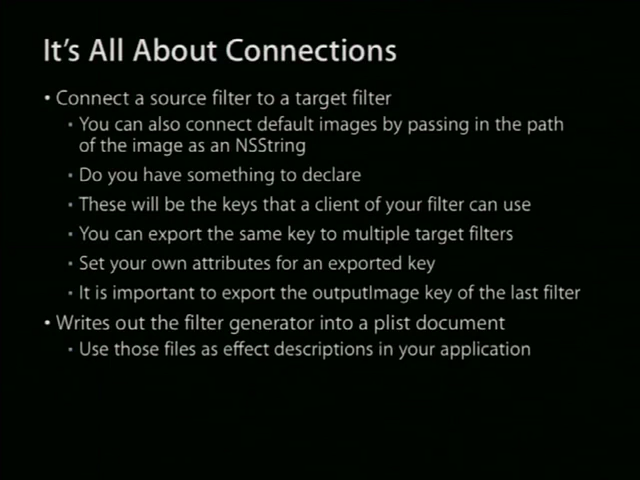 It's All About Connections
• Connect a source filter to a target filter
▪ You can also connect default images by passing in the path
of the image as an NSString
▪ Do you have something to declare
▪ These will be the keys that a client of your filter can use
▪ You can export the same key to multiple target filters
▪ Set your own attributes for an exported key
▪ It is important to export the outputImage key of the last filter
• Writes out the filter generator into a plist document
▪ Use those files as effect descriptions in your application